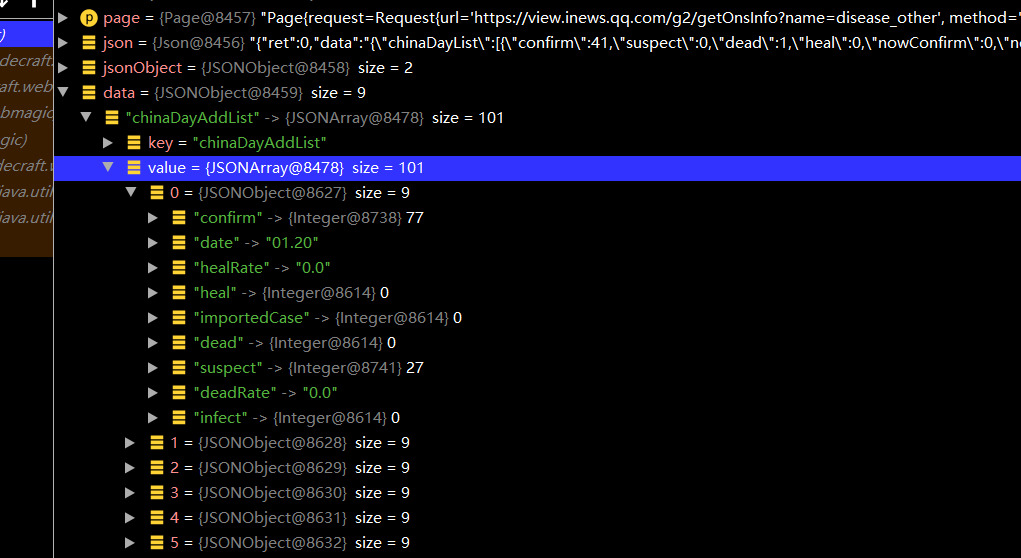 page = {Page@8457} "Page{request=Request{url='https://view.inews.qq.com/g2/getOnsInfo?name=disease_other', method='
json = {Json@8456} "{"ret":0,"data":"{\"chinaDayList\":[{\"confirm\":41,\"suspect\":0,\"dead\":1,\"heal\":0,\"nowConfirm\":0,\"no
decraft.
jsonObject = {JSONObject@8458} size = 2
aft.web
data = {JSONObject@8459} size = 9
bmagic
"chinaDayAddList" -> {JSONArray@8478} size = 101
gic)
key = "chinaDayAddList"
decraft.w
value = {JSONArray@8478} size = 101
java.util
0 = {JSONObject@8627} size = 9
java.util
"confirm" -> {Integer@8738} 77
"date" -> "01.20"
"healRate" -> "0.0"
"heal" -> {Integer@8614} 0
"importedCase" -> {Integer@8614} 0
"dead" -> {Integer@8614} 0
"suspect" -> {Integer@8741} 27
"deadRate" -> "0.0"
"infect" -> {Integer@8614} 0
1 = {JSONObject@8628} size = 9
2 = {JSONObject@8629} size = 9
3 = {JSONObject@8630} size = 9
4 = {JSONObject@8631} size = 9
5 = {JSONObject@8632} size = 9